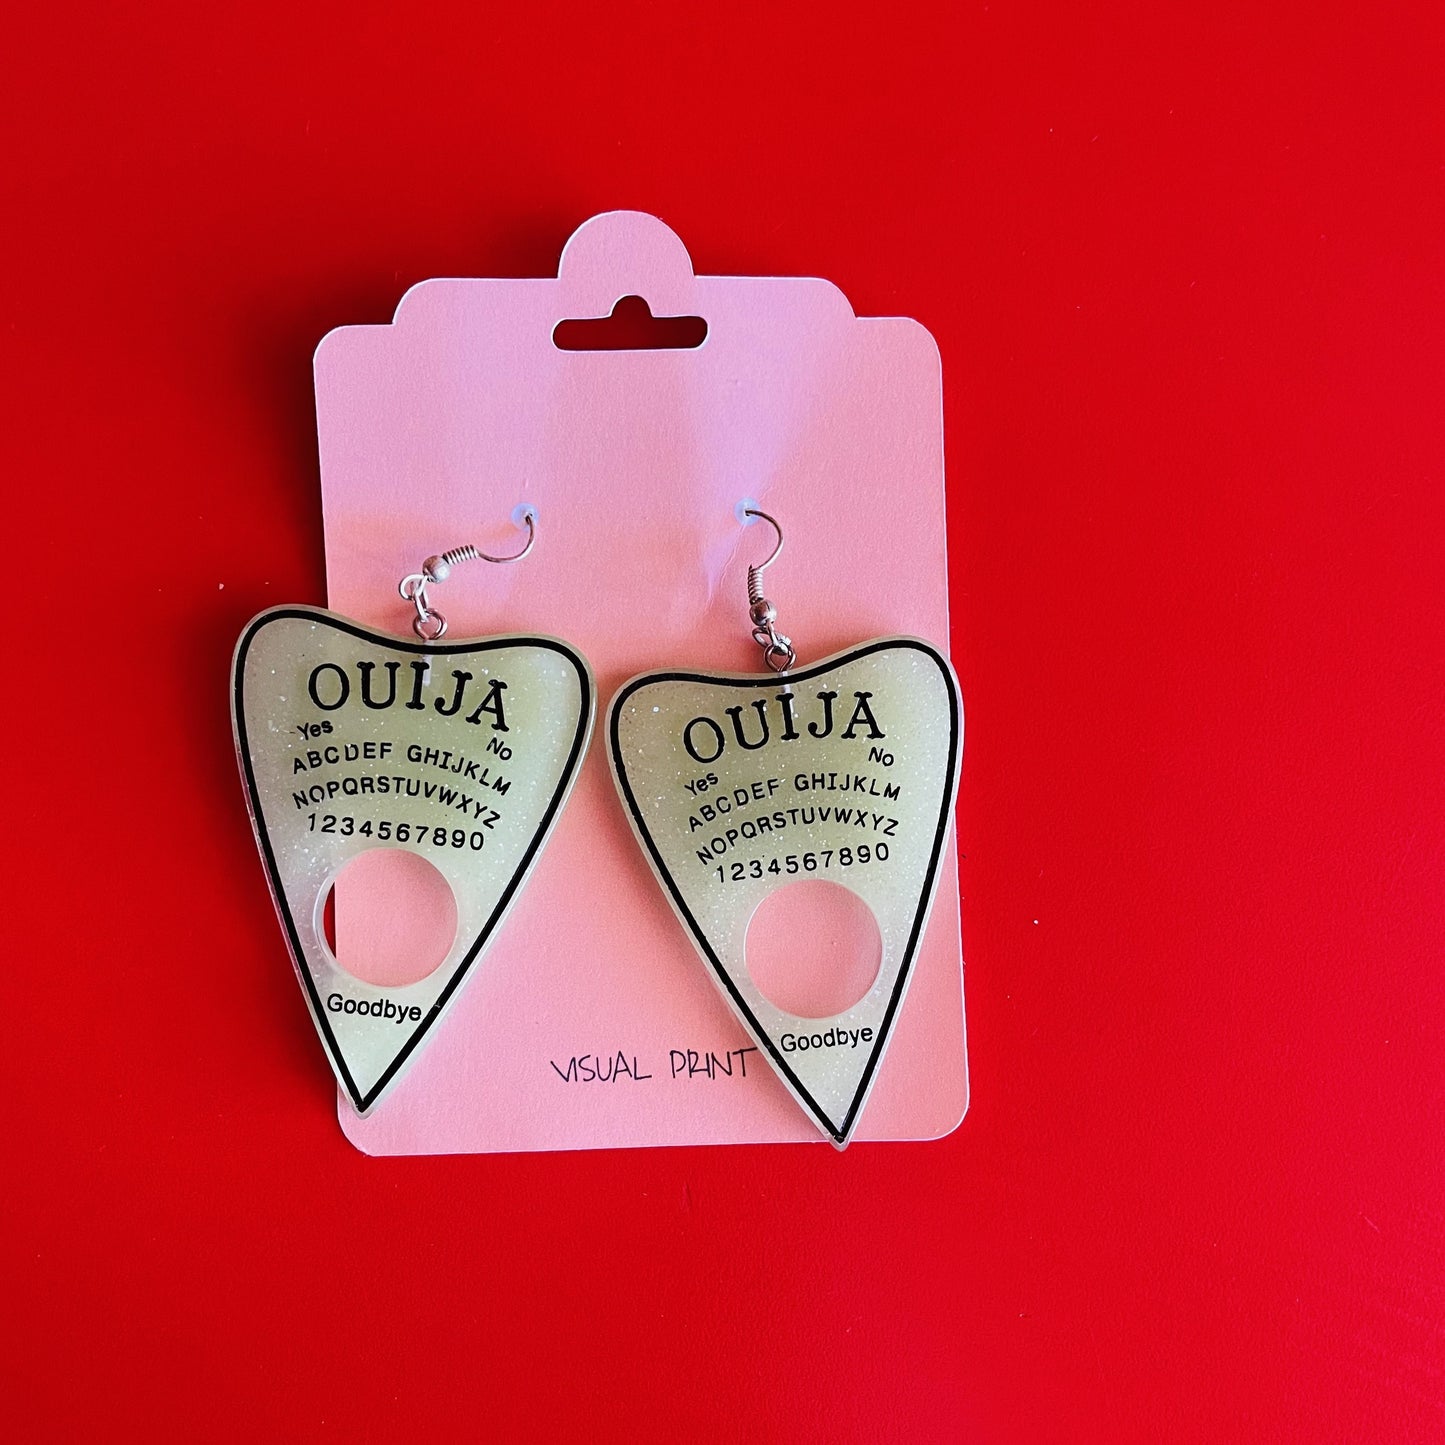 OUIJA
Yes No
ABCDEF GHIJKLM
NOPQRSTUVWXYZ
1234567890
Goodbye
OUIJA
Yes No
ABCDEF GHIJKLM
NOPQRSTUVWXYZ
1234567890
Goodbye
VISUAL PRINT